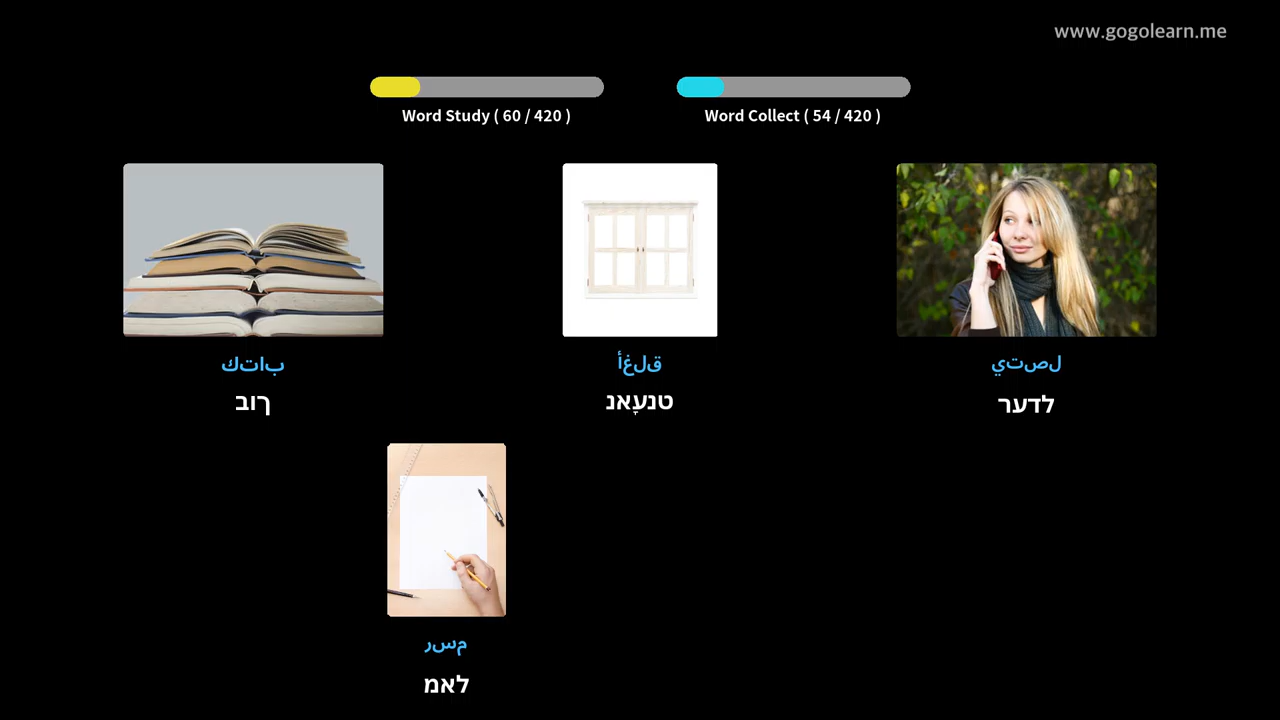 www.gogolearn.me
Word Study ( 60 / 420 )
Word Collect ( 54 / 420 )
باتك
ךוב
قلغأ
טנעָאנ
لصتي
לדער
مسر
לאמ